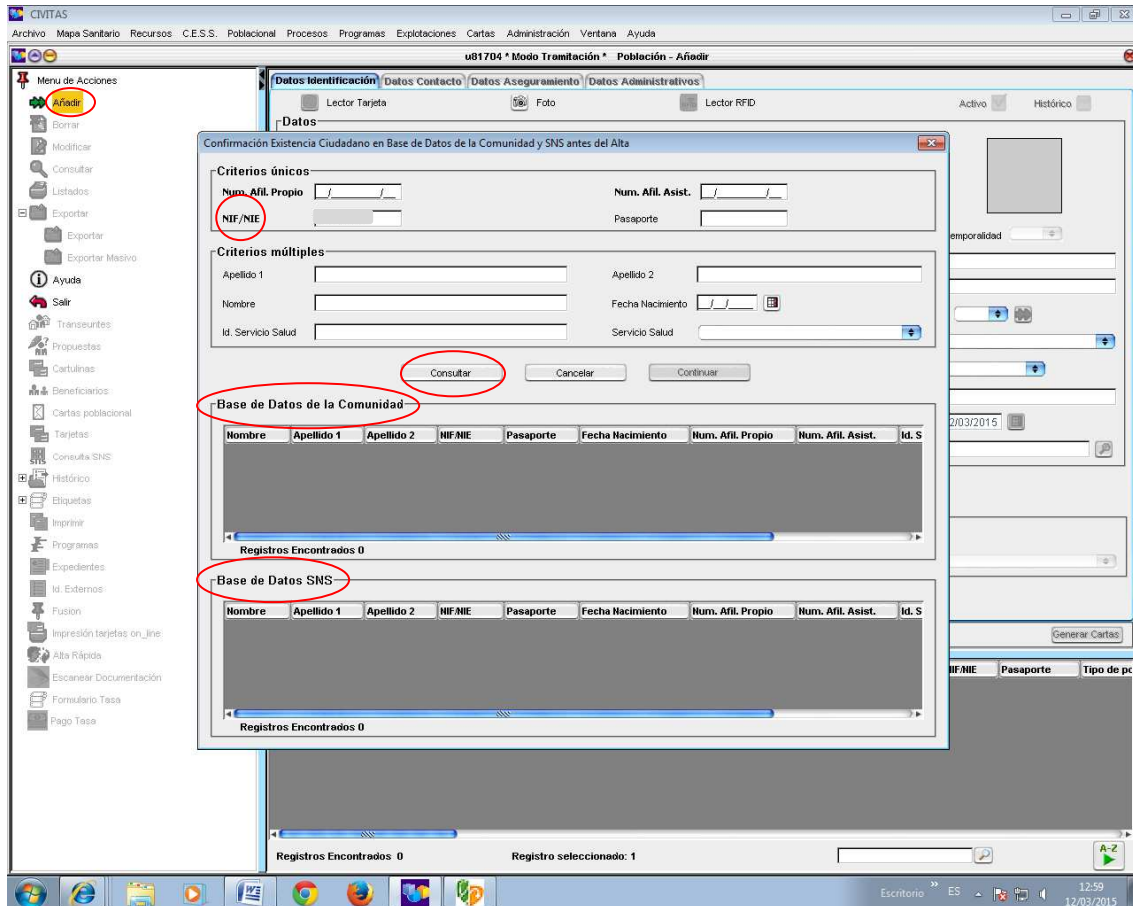 CIVITAS
Archivo Mapa Sanitario Recursos C.E.S.S. Poblacional Procesos Programas Explotaciones Cartas Administración Ventana Ayuda
u81704 * Modo Tramitación * Población - Añadir
Menu de Acciones
Añadir
Borrar
Modificar
Consultar
Listados
Exportar
Exportar
Exportar Masivo
Ayuda
Salir
Transeuntes
Propuestas
Cartulinas
Beneficiarios
Cartas poblacional
Tarjetas
Consulta SNS
Histórico
Etiquetas
Imprimir
Programas
Expedientes
Id. Externos
Fusion
Impresión tarjetas on_line
Alta Rápida
Escanear Documentación
Formulario Tasa
Pago Tasa
Datos Identificación Datos Contacto Datos Aseguramiento Datos Administrativos
Lector Tarjeta Foto Lector RFID Activo Histórico
Datos
Confirmación Existencia Ciudadano en Base de Datos de la Comunidad y SNS antes del Alta
Criterios únicos
Num. Afil. Propio __/________/__ Num. Afil. Asist. __/________/__
NIF/NIE Pasaporte
Criterios múltiples
Apellido 1 Apellido 2
Nombre Fecha Nacimiento __/__/____
Id. Servicio Salud Servicio Salud
Consultar Cancelar Continuar
Base de Datos de la Comunidad
Nombre Apellido 1 Apellido 2 NIF/NIE Pasaporte Fecha Nacimiento Num. Afil. Propio Num. Afil. Asist. Id. S
Registros Encontrados 0
Base de Datos SNS
Nombre Apellido 1 Apellido 2 NIF/NIE Pasaporte Fecha Nacimiento Num. Afil. Propio Num. Afil. Asist. Id. S
Registros Encontrados 0
emporalidad
2/03/2015
Generar Cartas
IIF/NIE Pasaporte Tipo de po
Registros Encontrados 0 Registro seleccionado: 1
A-Z
Escritorio » ES 12:59
12/03/2015